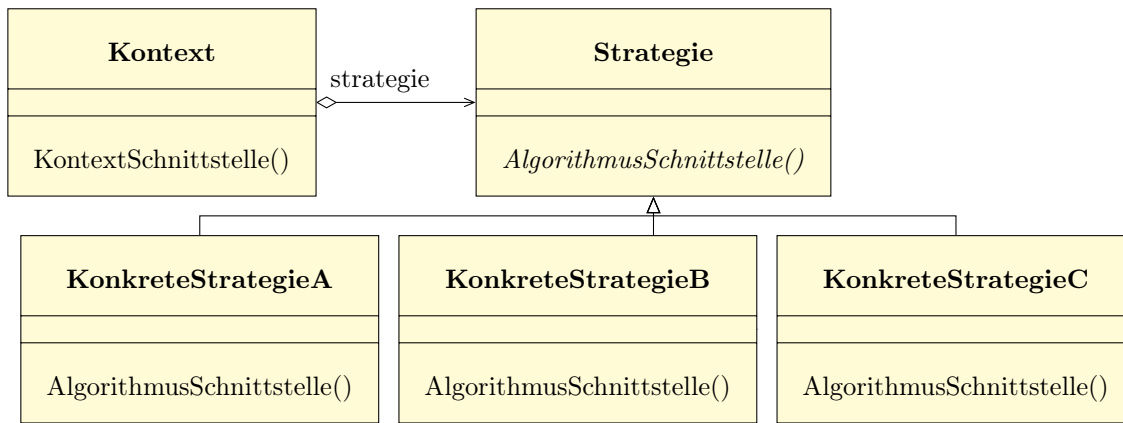 Kontext
strategie
Strategie
KontextSchnittstelle()
AlgorithmusSchnittstelle()
KonkreteStrategieA
KonkreteStrategieB
KonkreteStrategieC
AlgorithmusSchnittstelle()
AlgorithmusSchnittstelle()
AlgorithmusSchnittstelle()